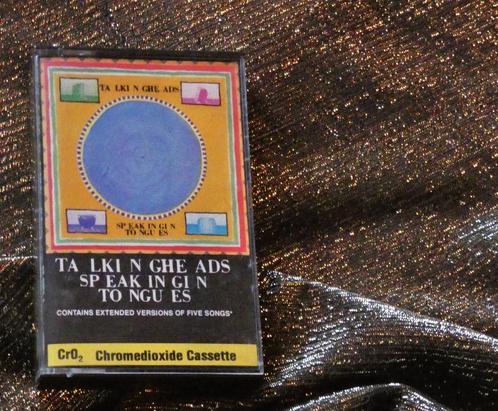 TA LKI N GHE ADS
SP EAK IN GI N
TO NGU ES
TA LKI N GHE ADS
SP EAK IN GI N
TO NGU ES
CONTAINS EXTENDED VERSIONS OF FIVE SONGS*
CrO₂ Chromedioxide Cassette